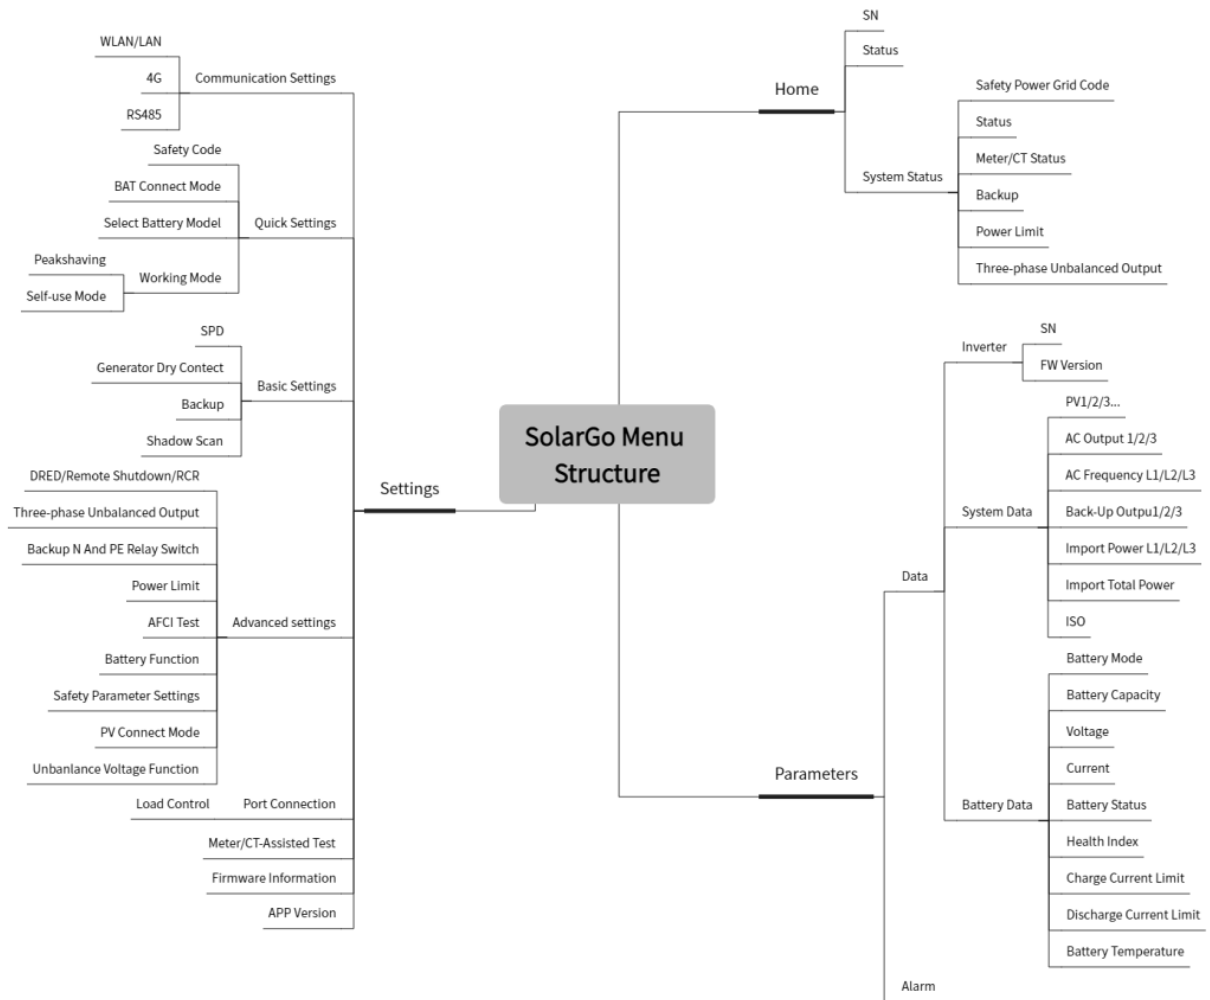 SolarGo Menu
Structure
Home
SN
Status
System Status
Safety Power Grid Code
Status
Meter/CT Status
Backup
Power Limit
Three-phase Unbalanced Output
Parameters
Data
Inverter
SN
FW Version
System Data
PV1/2/3...
AC Output 1/2/3
AC Frequency L1/L2/L3
Back-Up Outpu1/2/3
Import Power L1/L2/L3
Import Total Power
ISO
Battery Data
Battery Mode
Battery Capacity
Voltage
Current
Battery Status
Health Index
Charge Current Limit
Discharge Current Limit
Battery Temperature
Alarm
Settings
Communication Settings
WLAN/LAN
4G
RS485
Quick Settings
Safety Code
BAT Connect Mode
Select Battery Model
Working Mode
Peakshaving
Self-use Mode
Basic Settings
SPD
Generator Dry Contect
Backup
Shadow Scan
Advanced settings
DRED/Remote Shutdown/RCR
Three-phase Unbalanced Output
Backup N And PE Relay Switch
Power Limit
AFCI Test
Battery Function
Safety Parameter Settings
PV Connect Mode
Unbanlance Voltage Function
Port Connection
Load Control
Meter/CT-Assisted Test
Firmware Information
APP Version